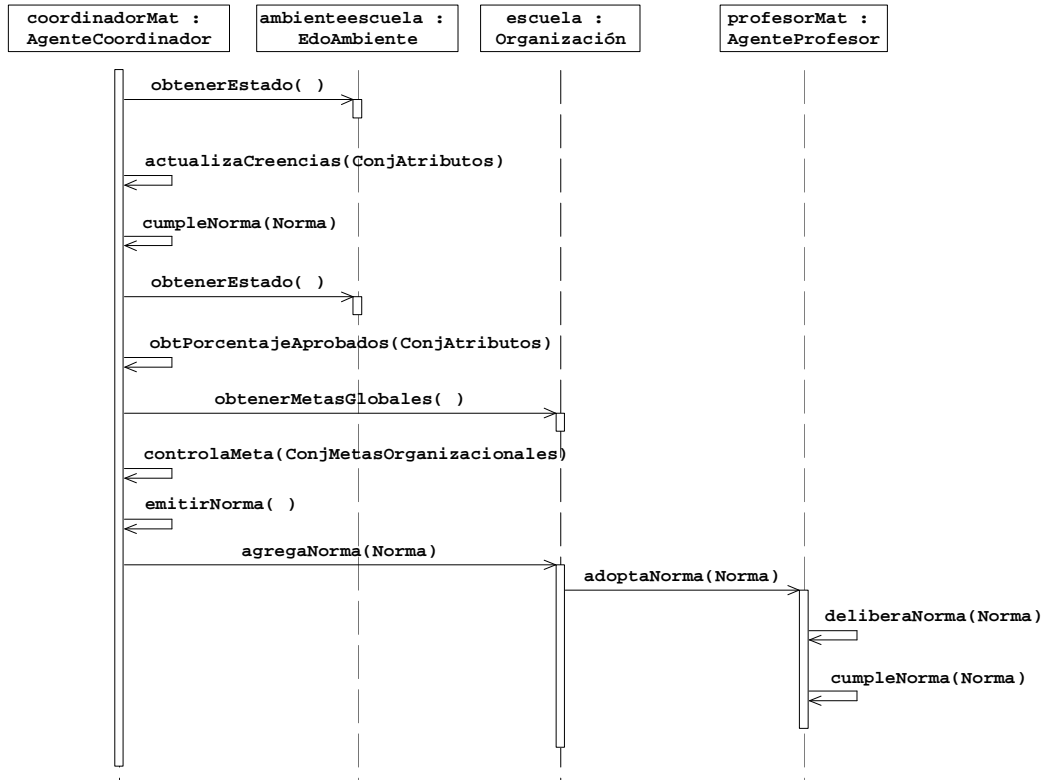 coordinadorMat :
AgenteCoordinador
ambienteescuela :
EdoAmbiente
escuela :
Organización
profesorMat :
AgenteProfesor
obtenerEstado( )
actualizaCreencias(ConjAtributos)
cumpleNorma(Norma)
obtenerEstado( )
obtPorcentajeAprobados(ConjAtributos)
obtenerMetasGlobales( )
controlaMeta(ConjMetasOrganizacionales)
emitirNorma( )
agregaNorma(Norma)
adoptaNorma(Norma)
deliberaNorma(Norma)
cumpleNorma(Norma)